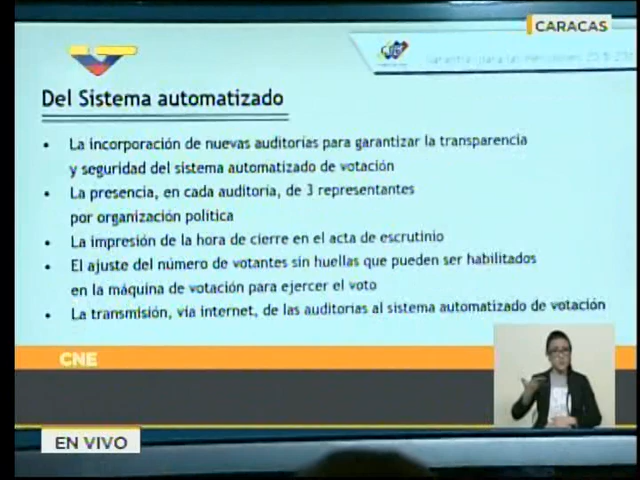 CARACAS
Del Sistema automatizado
• La incorporación de nuevas auditorías para garantizar la transparencia
y seguridad del sistema automatizado de votación
• La presencia, en cada auditoría, de 3 representantes
por organización política
• La impresión de la hora de cierre en el acta de escrutinio
• El ajuste del número de votantes sin huellas que pueden ser habilitados
en la máquina de votación para ejercer el voto
• La transmisión, vía internet, de las auditorías al sistema automatizado de votación
CNE
EN VIVO